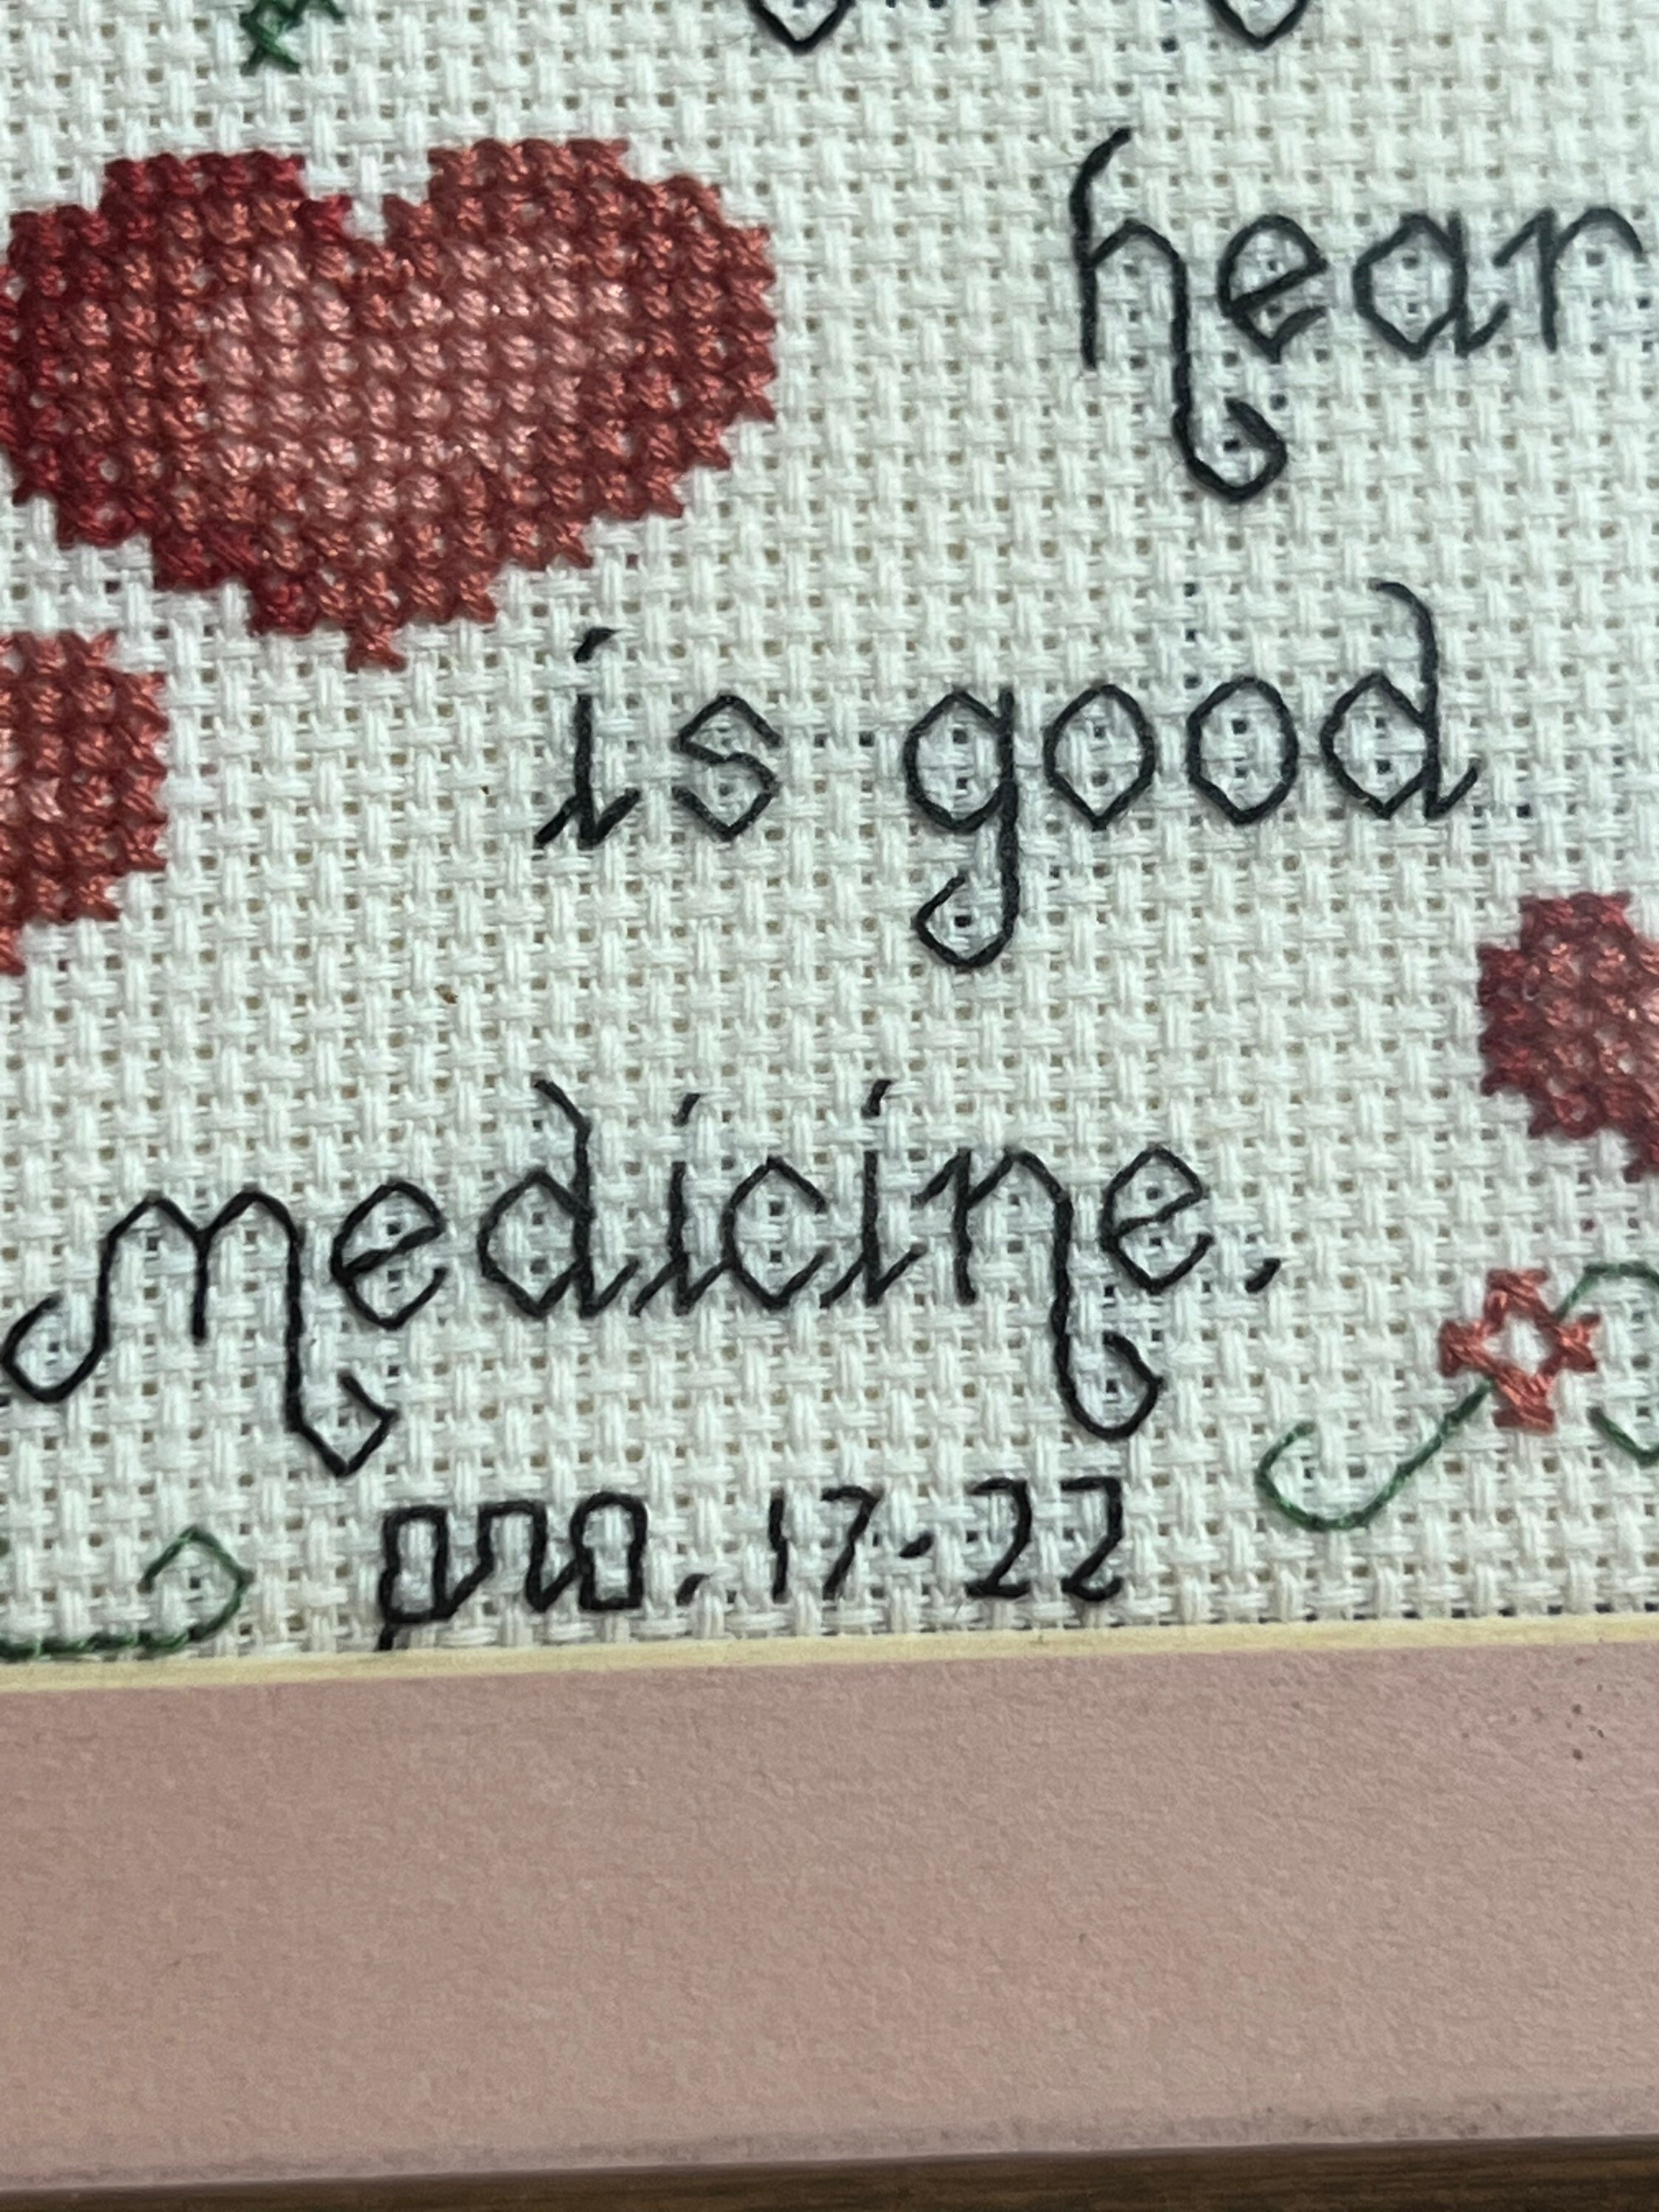 hear
is good
medicine.
pro. 17-22